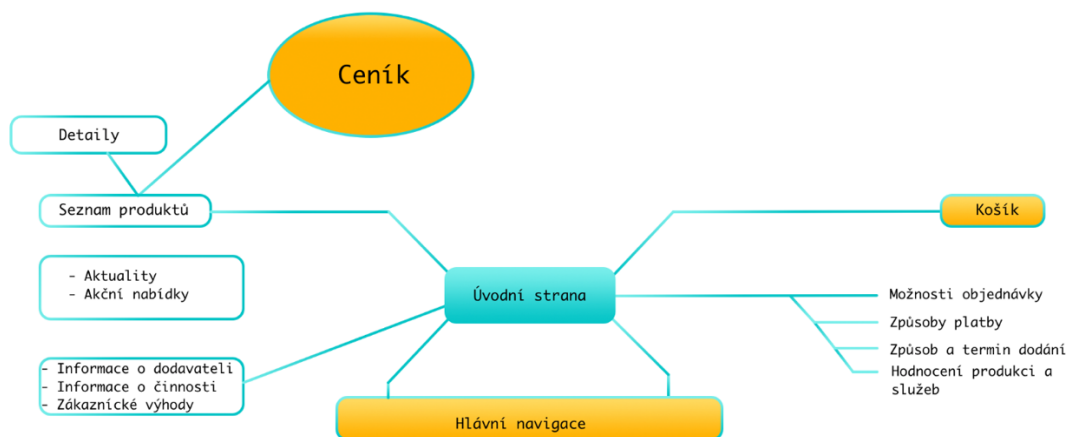 Ceník
Detaily
Seznam produktů
- Aktuality
- Akční nabídky
- Informace o dodavateli
- Informace o činnosti
- Zákaznické výhody
Úvodní strana
Hlávní navigace
Košík
Možnosti objednávky
Způsoby platby
Způsob a termin dodání
Hodnocení produkci a
služeb